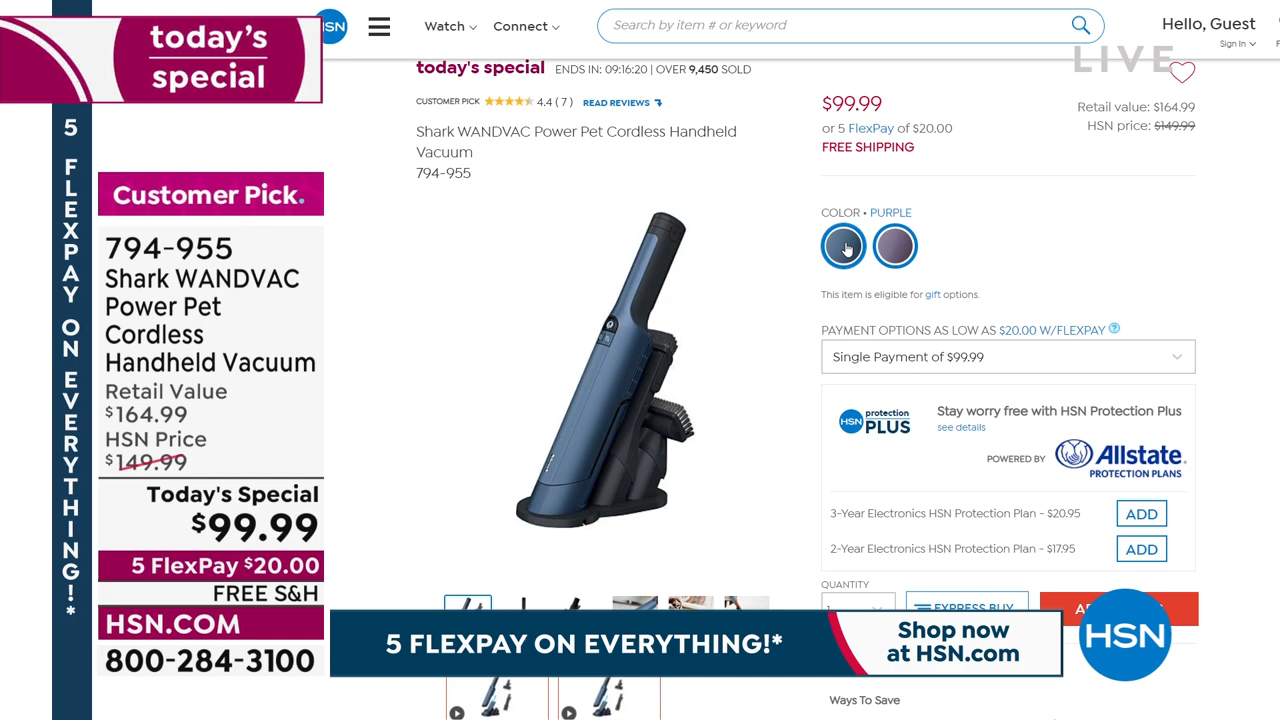 today's
special
5 FLEXPAY ON EVERYTHING!*
Customer Pick.
794-955
Shark WANDVAC
Power Pet
Cordless
Handheld Vacuum
Retail Value
$164.99
HSN Price
$149.99
Today's Special
$99.99
5 FlexPay $20.00
FREE S&H
HSN.COM
800-284-3100
HSN
Watch
Connect
Search by item # or keyword
Hello, Guest
Sign In
LIVE
today's special ENDS IN: 09:16:20 | OVER 9,450 SOLD
CUSTOMER PICK 4.4 ( 7 ) READ REVIEWS
Shark WANDVAC Power Pet Cordless Handheld
Vacuum
794-955
$99.99
or 5 FlexPay of $20.00
FREE SHIPPING
Retail value: $164.99
HSN price: $149.99
COLOR • PURPLE
This item is eligible for gift options.
PAYMENT OPTIONS AS LOW AS $20.00 W/FLEXPAY ?
Single Payment of $99.99
HSN protection PLUS
Stay worry free with HSN Protection Plus
see details
POWERED BY Allstate
PROTECTION PLANS
3-Year Electronics HSN Protection Plan - $20.95 ADD
2-Year Electronics HSN Protection Plan - $17.95 ADD
QUANTITY
EXPRESS BUY
5 FLEXPAY ON EVERYTHING!*
Shop now
at HSN.com
HSN
Ways To Save